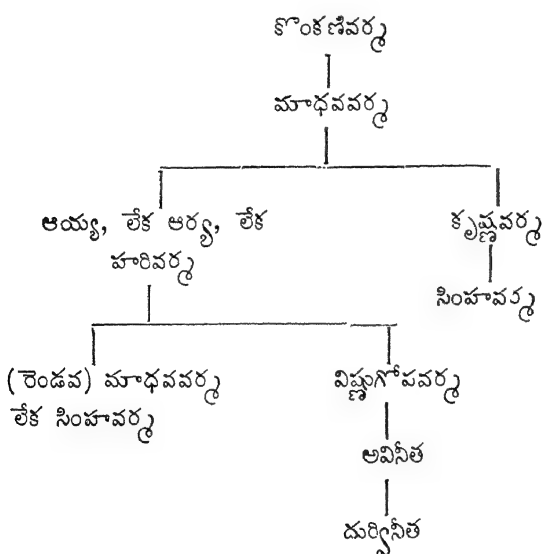 కొంకణివర్మ
మాధవవర్మ
ఆయ్య, లేక ఆర్య, లేక
హరివర్మ
కృష్ణవర్మ
సింహవర్మ
(రెండవ) మాధవవర్మ
లేక సింహవర్మ
విష్ణుగోపవర్మ
అవినీత
దుర్వినీత